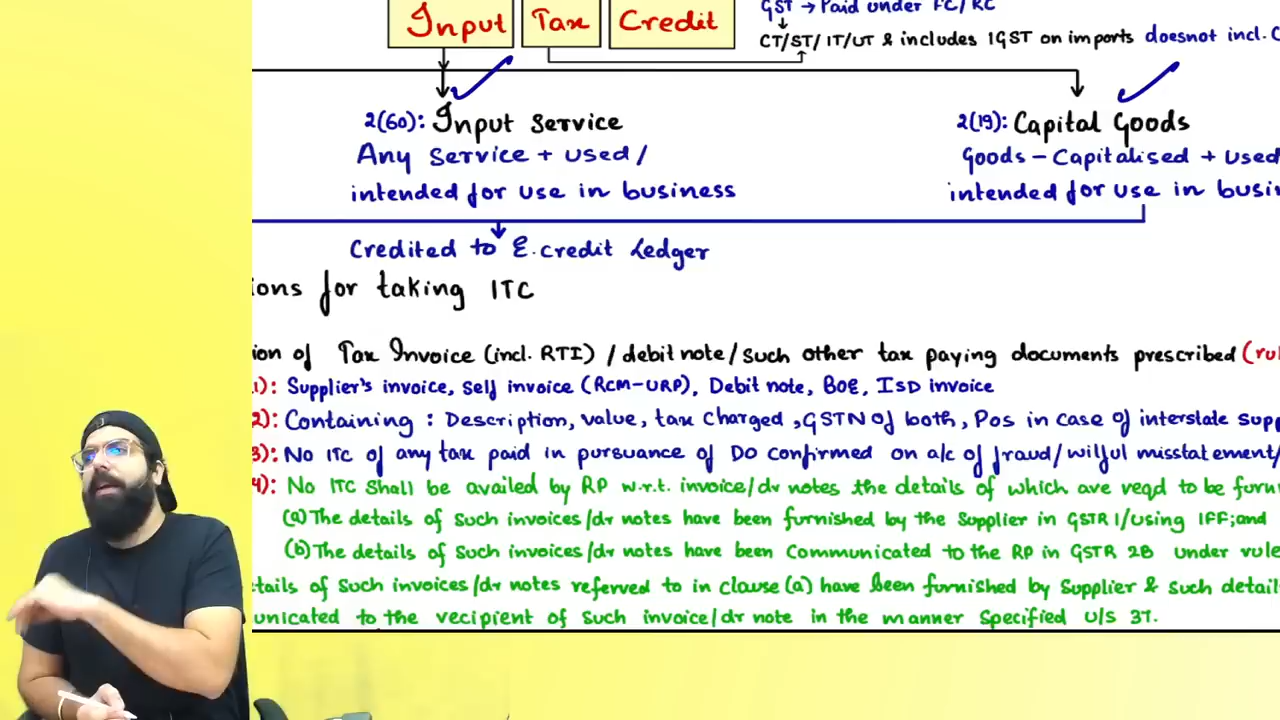 Input Tax Credit
GST → Paid under FC/RC
CT/ST/IT/UT & includes IGST on imports doesnot incl.
2(60): Input Service
Any Service + used/
intended for use in business
2(19): Capital Goods
Goods - Capitalised + used
intended for use in busi
Credited to E.credit Ledger
ions for taking ITC
ion of Tax Invoice (incl. RTI) / debit note/such other tax paying documents prescribed (ru
1): Supplier's invoice, Self invoice (RCM-URP), Debit note, BOE, ISD invoice
2): Containing : Description, value, tax charged, GSTN of both, Pos in case of interstate supp
3): No ITC of any tax paid in pursuance of DO confirmed on a/c of fraud/wilful misstatement/
4): No ITC Shall be availed by RP w.r.t. invoice/dr notes the details of which are reqd to be furn
(a) The details of such invoices/dr notes have been furnished by the Supplier in GSTR 1/using IFF;and
(b) The details of such invoices/dr notes have been communicated to the RP in GSTR 2B under rule
tails of such invoices/dr notes referred to in clause (a) have been furnished by Supplier & such detail
unicated to the recipient of such invoice/dr note in the manner specified U/S 37.